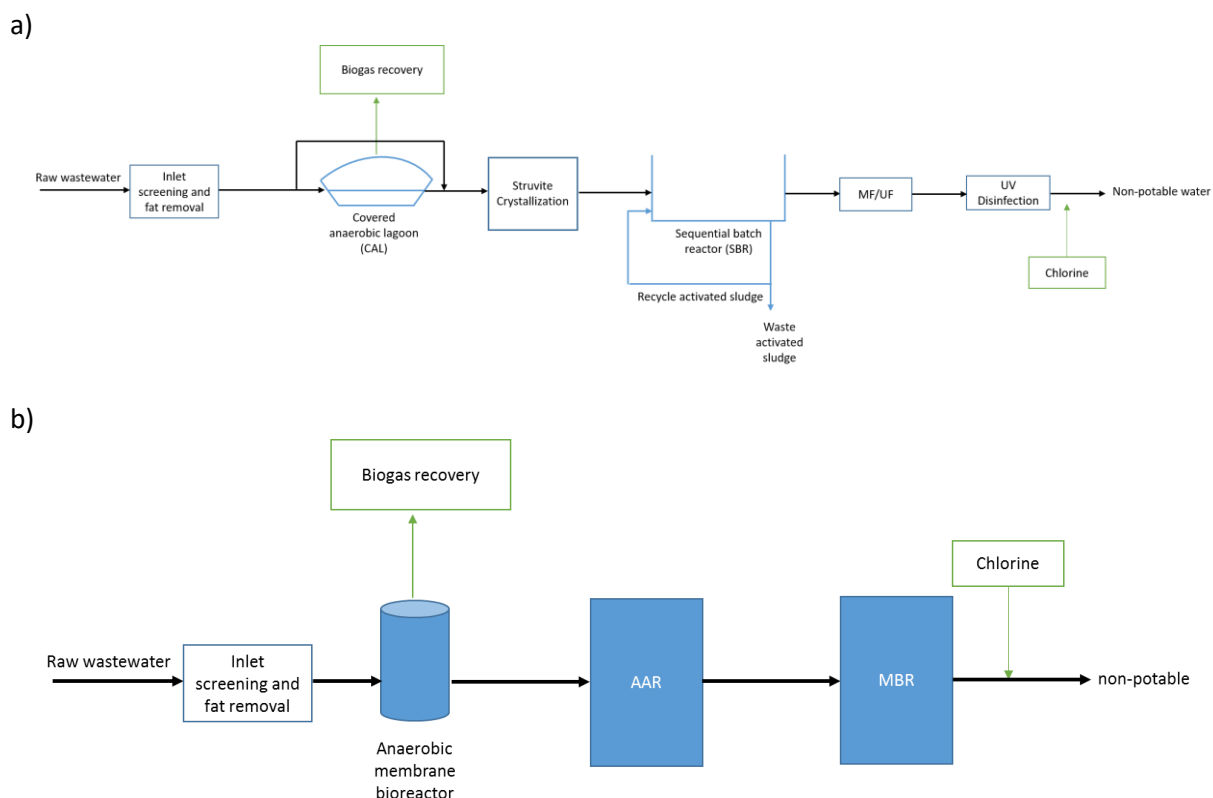 a)
Biogas recovery
Raw wastewater
Inlet
screening and
fat removal
Covered
anaerobic lagoon
(CAL)
Struvite
Crystallization
Sequential batch
reactor (SBR)
Recycle activated sludge
Waste
activated
sludge
MF/UF
UV
Disinfection
Non-potable water
Chlorine
b)
Biogas recovery
Raw wastewater
Inlet
screening and
fat removal
Anaerobic
membrane
bioreactor
AAR
MBR
Chlorine
non-potable